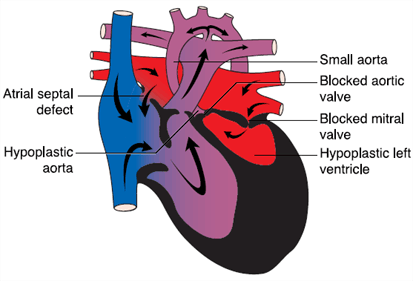 Atrial septal
defect
Hypoplastic
aorta
Small aorta
Blocked aortic
valve
Blocked mitral
valve
Hypoplastic left
ventricle